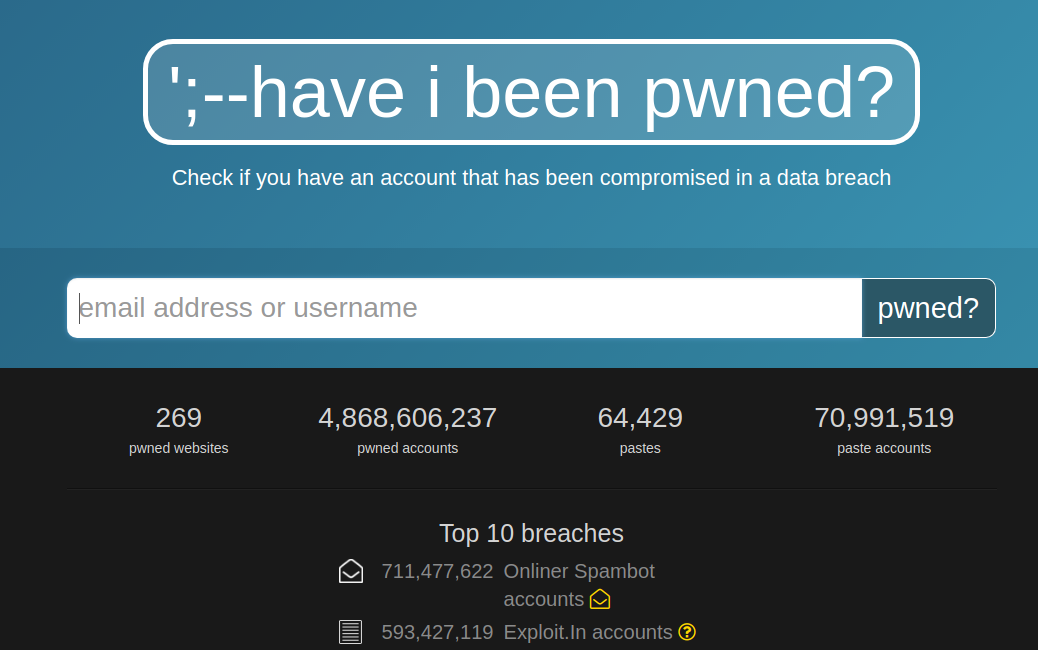 ';--have i been pwned?
Check if you have an account that has been compromised in a data breach
email address or username
pwned?
269
pwned websites
4,868,606,237
pwned accounts
64,429
pastes
70,991,519
paste accounts
Top 10 breaches
711,477,622 Onliner Spambot
accounts
593,427,119 Exploit.In accounts ?